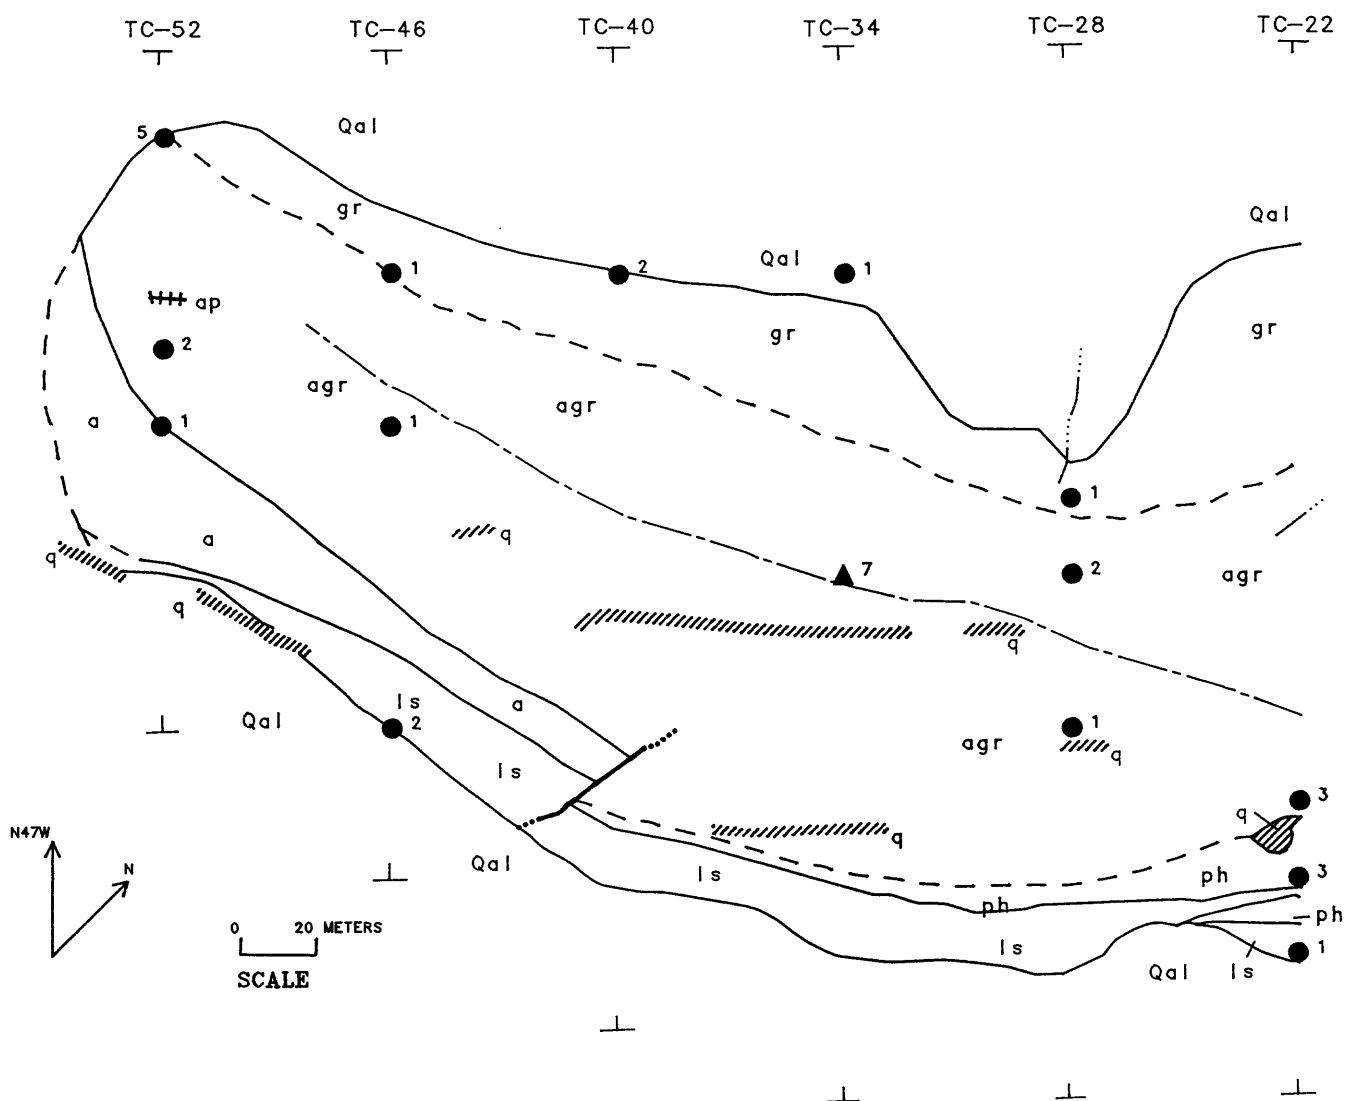 TC-52 TC-46 TC-40 TC-34 TC-28 TC-22
Qal
5
Qal
gr
Qal
1
2
1
gr
gr
ap
2
agr
agr
a
1
1
1
q
a
q
7
2
agr
q
q
ls
a
Qal
2
agr
1
q
ls
3
q
N47W
q
Qal
N
ls
ph
3
ph
ph
0 20 METERS
ls
1
Qal
ls
SCALE